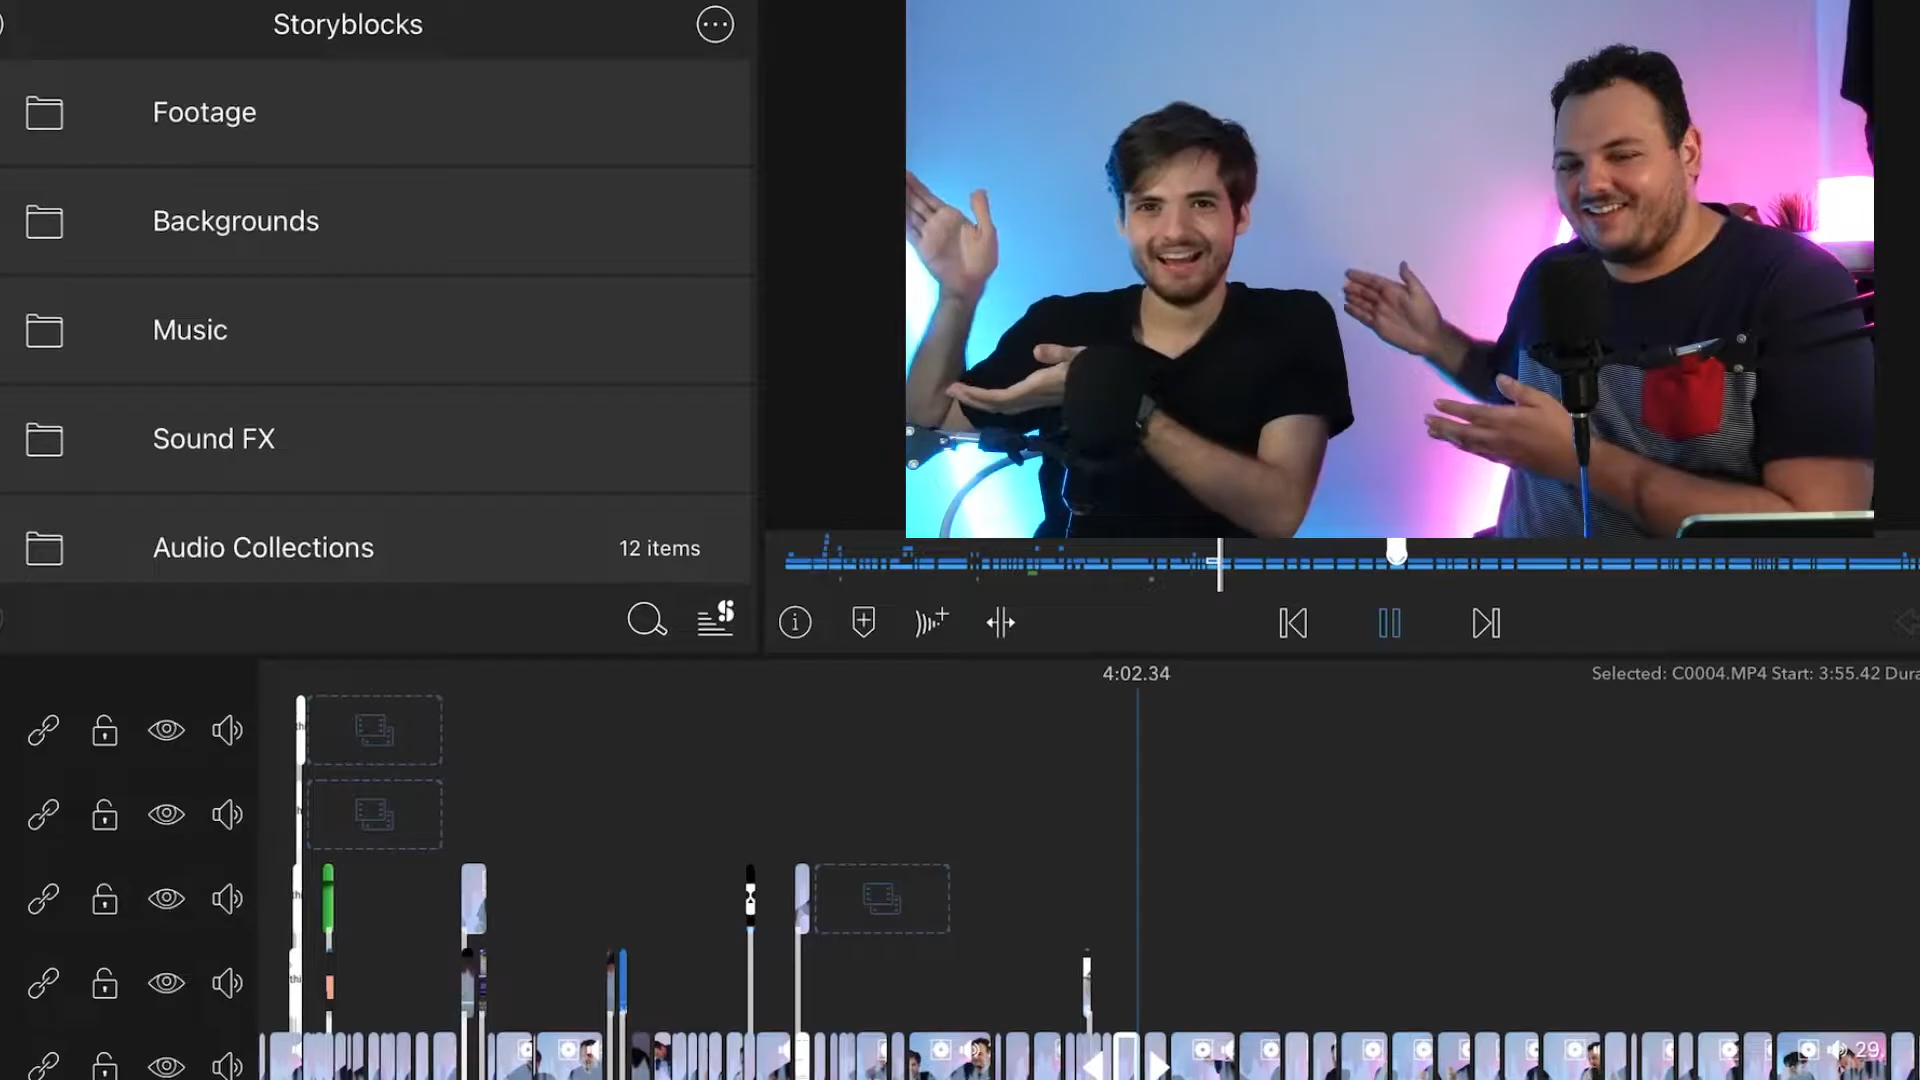 Storyblocks
Footage
Backgrounds
Music
Sound FX
Audio Collections
12 items
4:02.34
Selected: C0004.MP4 Start: 3:55.42 Dura
29.